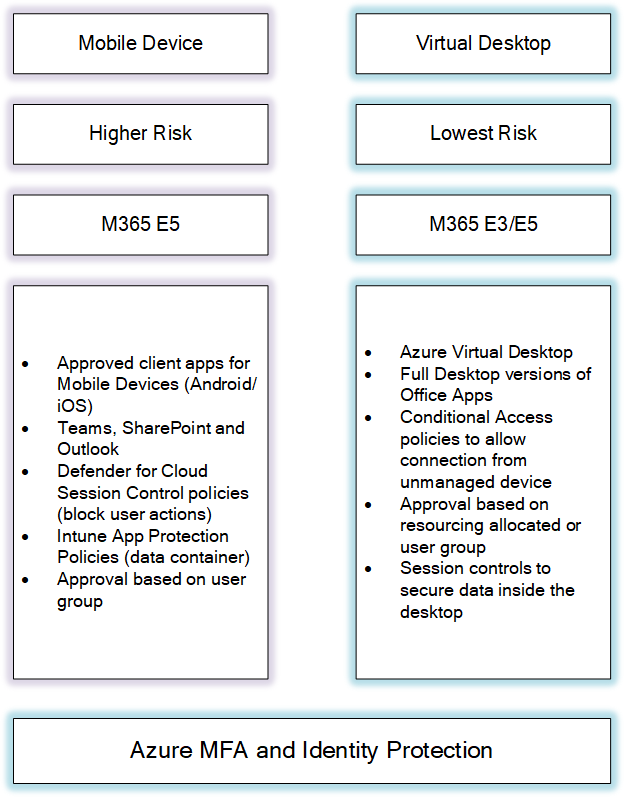 Mobile Device
Higher Risk
M365 E5
• Approved client apps for
Mobile Devices (Android/
iOS)
• Teams, SharePoint and
Outlook
• Defender for Cloud
Session Control policies
(block user actions)
• Intune App Protection
Policies (data container)
• Approval based on user
group
Virtual Desktop
Lowest Risk
M365 E3/E5
• Azure Virtual Desktop
• Full Desktop versions of
Office Apps
• Conditional Access
policies to allow
connection from
unmanaged device
• Approval based on
resourcing allocated or
user group
• Session controls to
secure data inside the
desktop
Azure MFA and Identity Protection